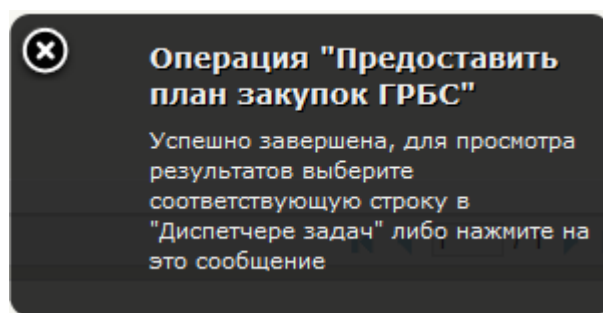 Операция "Предоставить
план закупок ГРБС"
Успешно завершена, для просмотра
результатов выберите
соответствующую строку в
"Диспетчере задач" либо нажмите на
это сообщение